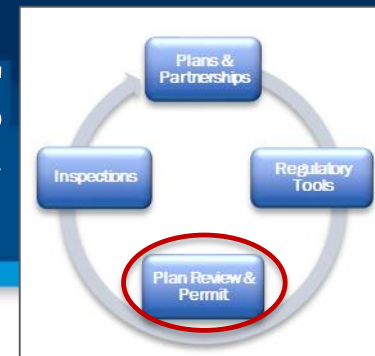 Plans &
Partnerships
Inspections
Regulatory
Tools
Plan Review &
Permit